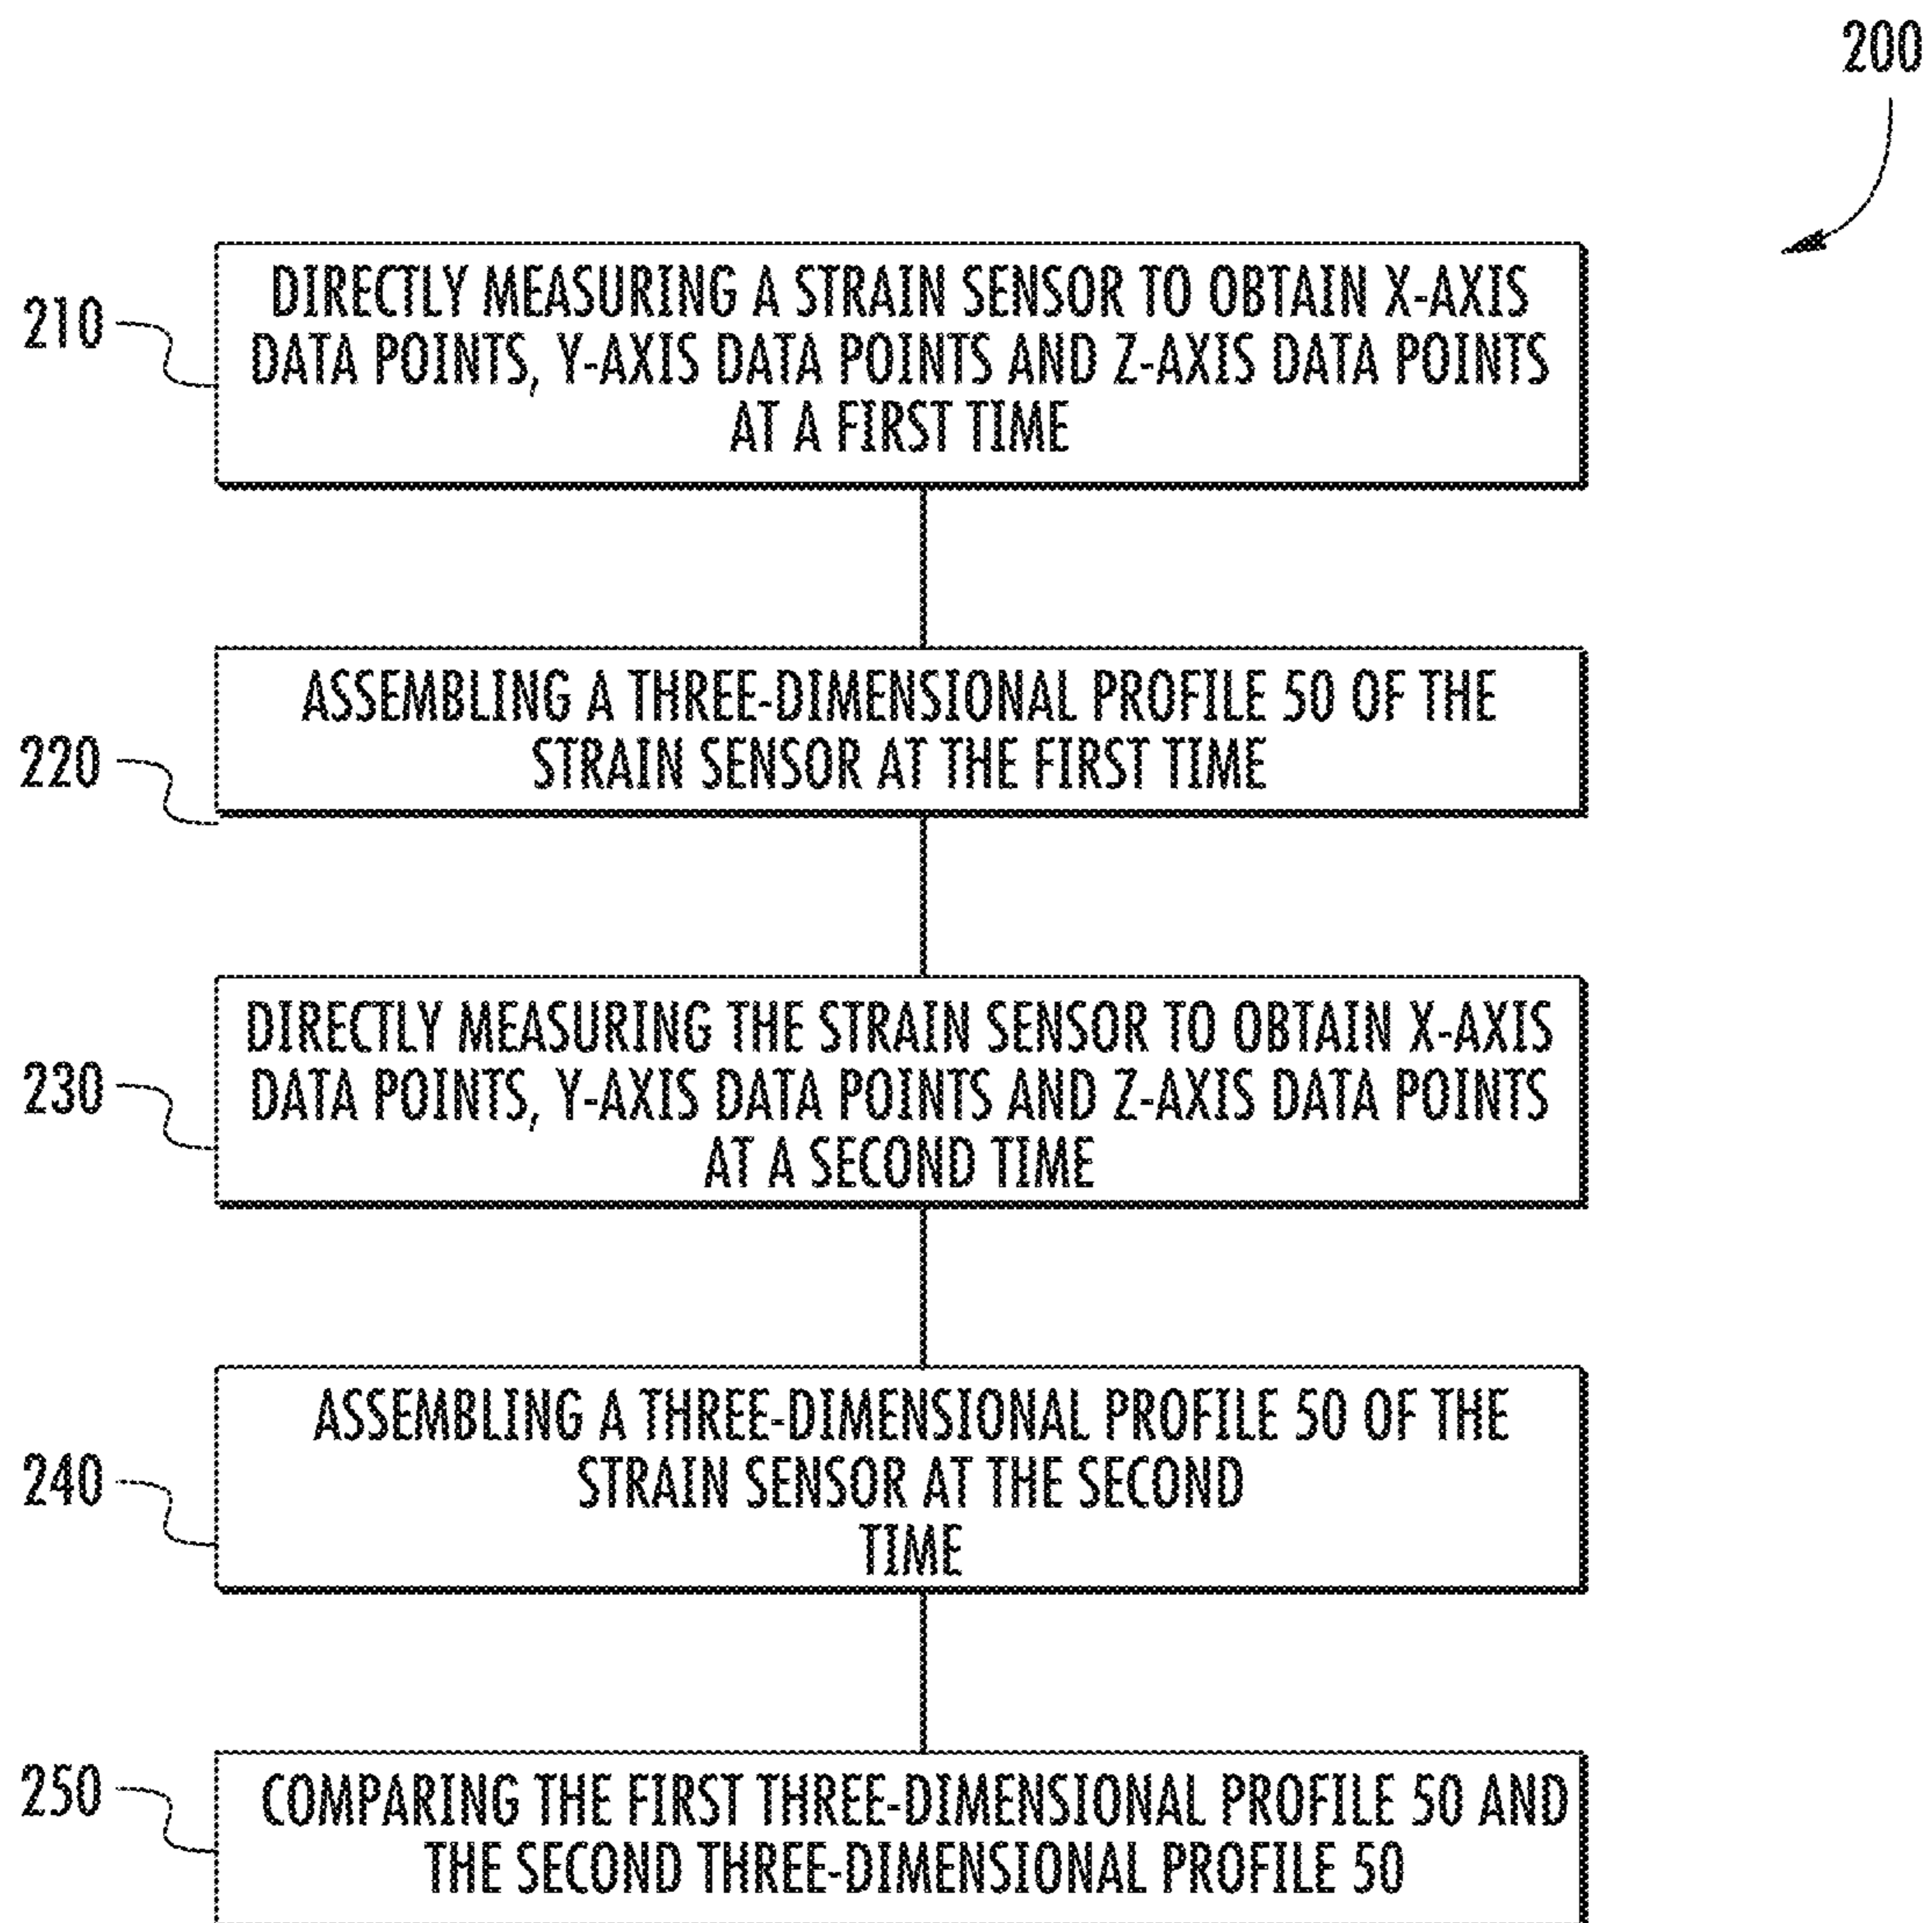 200
210
DIRECTLY MEASURING A STRAIN SENSOR TO OBTAIN X-AXIS
DATA POINTS, Y-AXIS DATA POINTS AND Z-AXIS DATA POINTS
AT A FIRST TIME
220
ASSEMBLING A THREE-DIMENSIONAL PROFILE 50 OF THE
STRAIN SENSOR AT THE FIRST TIME
230
DIRECTLY MEASURING THE STRAIN SENSOR TO OBTAIN X-AXIS
DATA POINTS, Y-AXIS DATA POINTS AND Z-AXIS DATA POINTS
AT A SECOND TIME
240
ASSEMBLING A THREE-DIMENSIONAL PROFILE 50 OF THE
STRAIN SENSOR AT THE SECOND
TIME
250
COMPARING THE FIRST THREE-DIMENSIONAL PROFILE 50 AND
THE SECOND THREE-DIMENSIONAL PROFILE 50